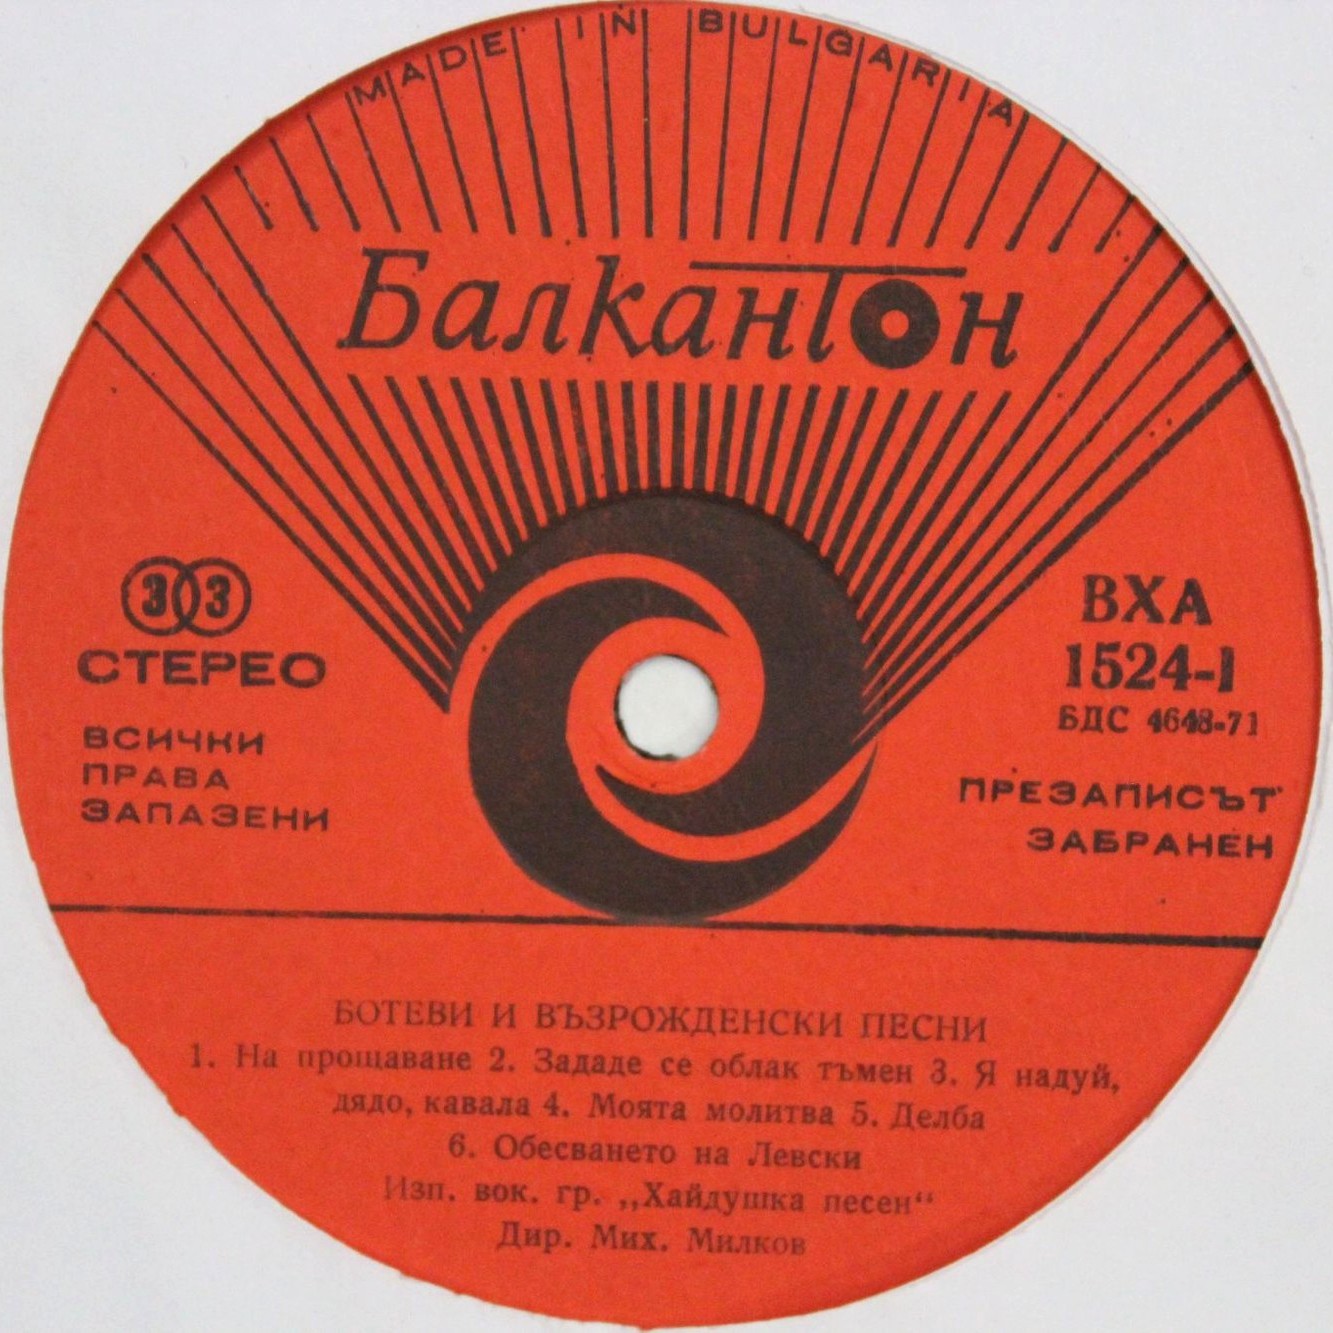 MADE IN BULGARIA
Балкантон
33
СТЕРЕО
ВСИЧКИ
ПРАВА
ЗАПАЗЕНИ
ВХА
1524-I
БДС 4648-71
ПРЕЗАПИСЪТ
ЗАБРАНЕН
БОТЕВИ И ВЪЗРОЖДЕНСКИ ПЕСНИ
1. На прощаване 2. Зададе се облак тъмен 3. Я надуй,
дядо, кавала 4. Моята молитва 5. Делба
6. Обесването на Левски
Изп. вок. гр. „Хайдушка песен“
Дир. Мих. Милков